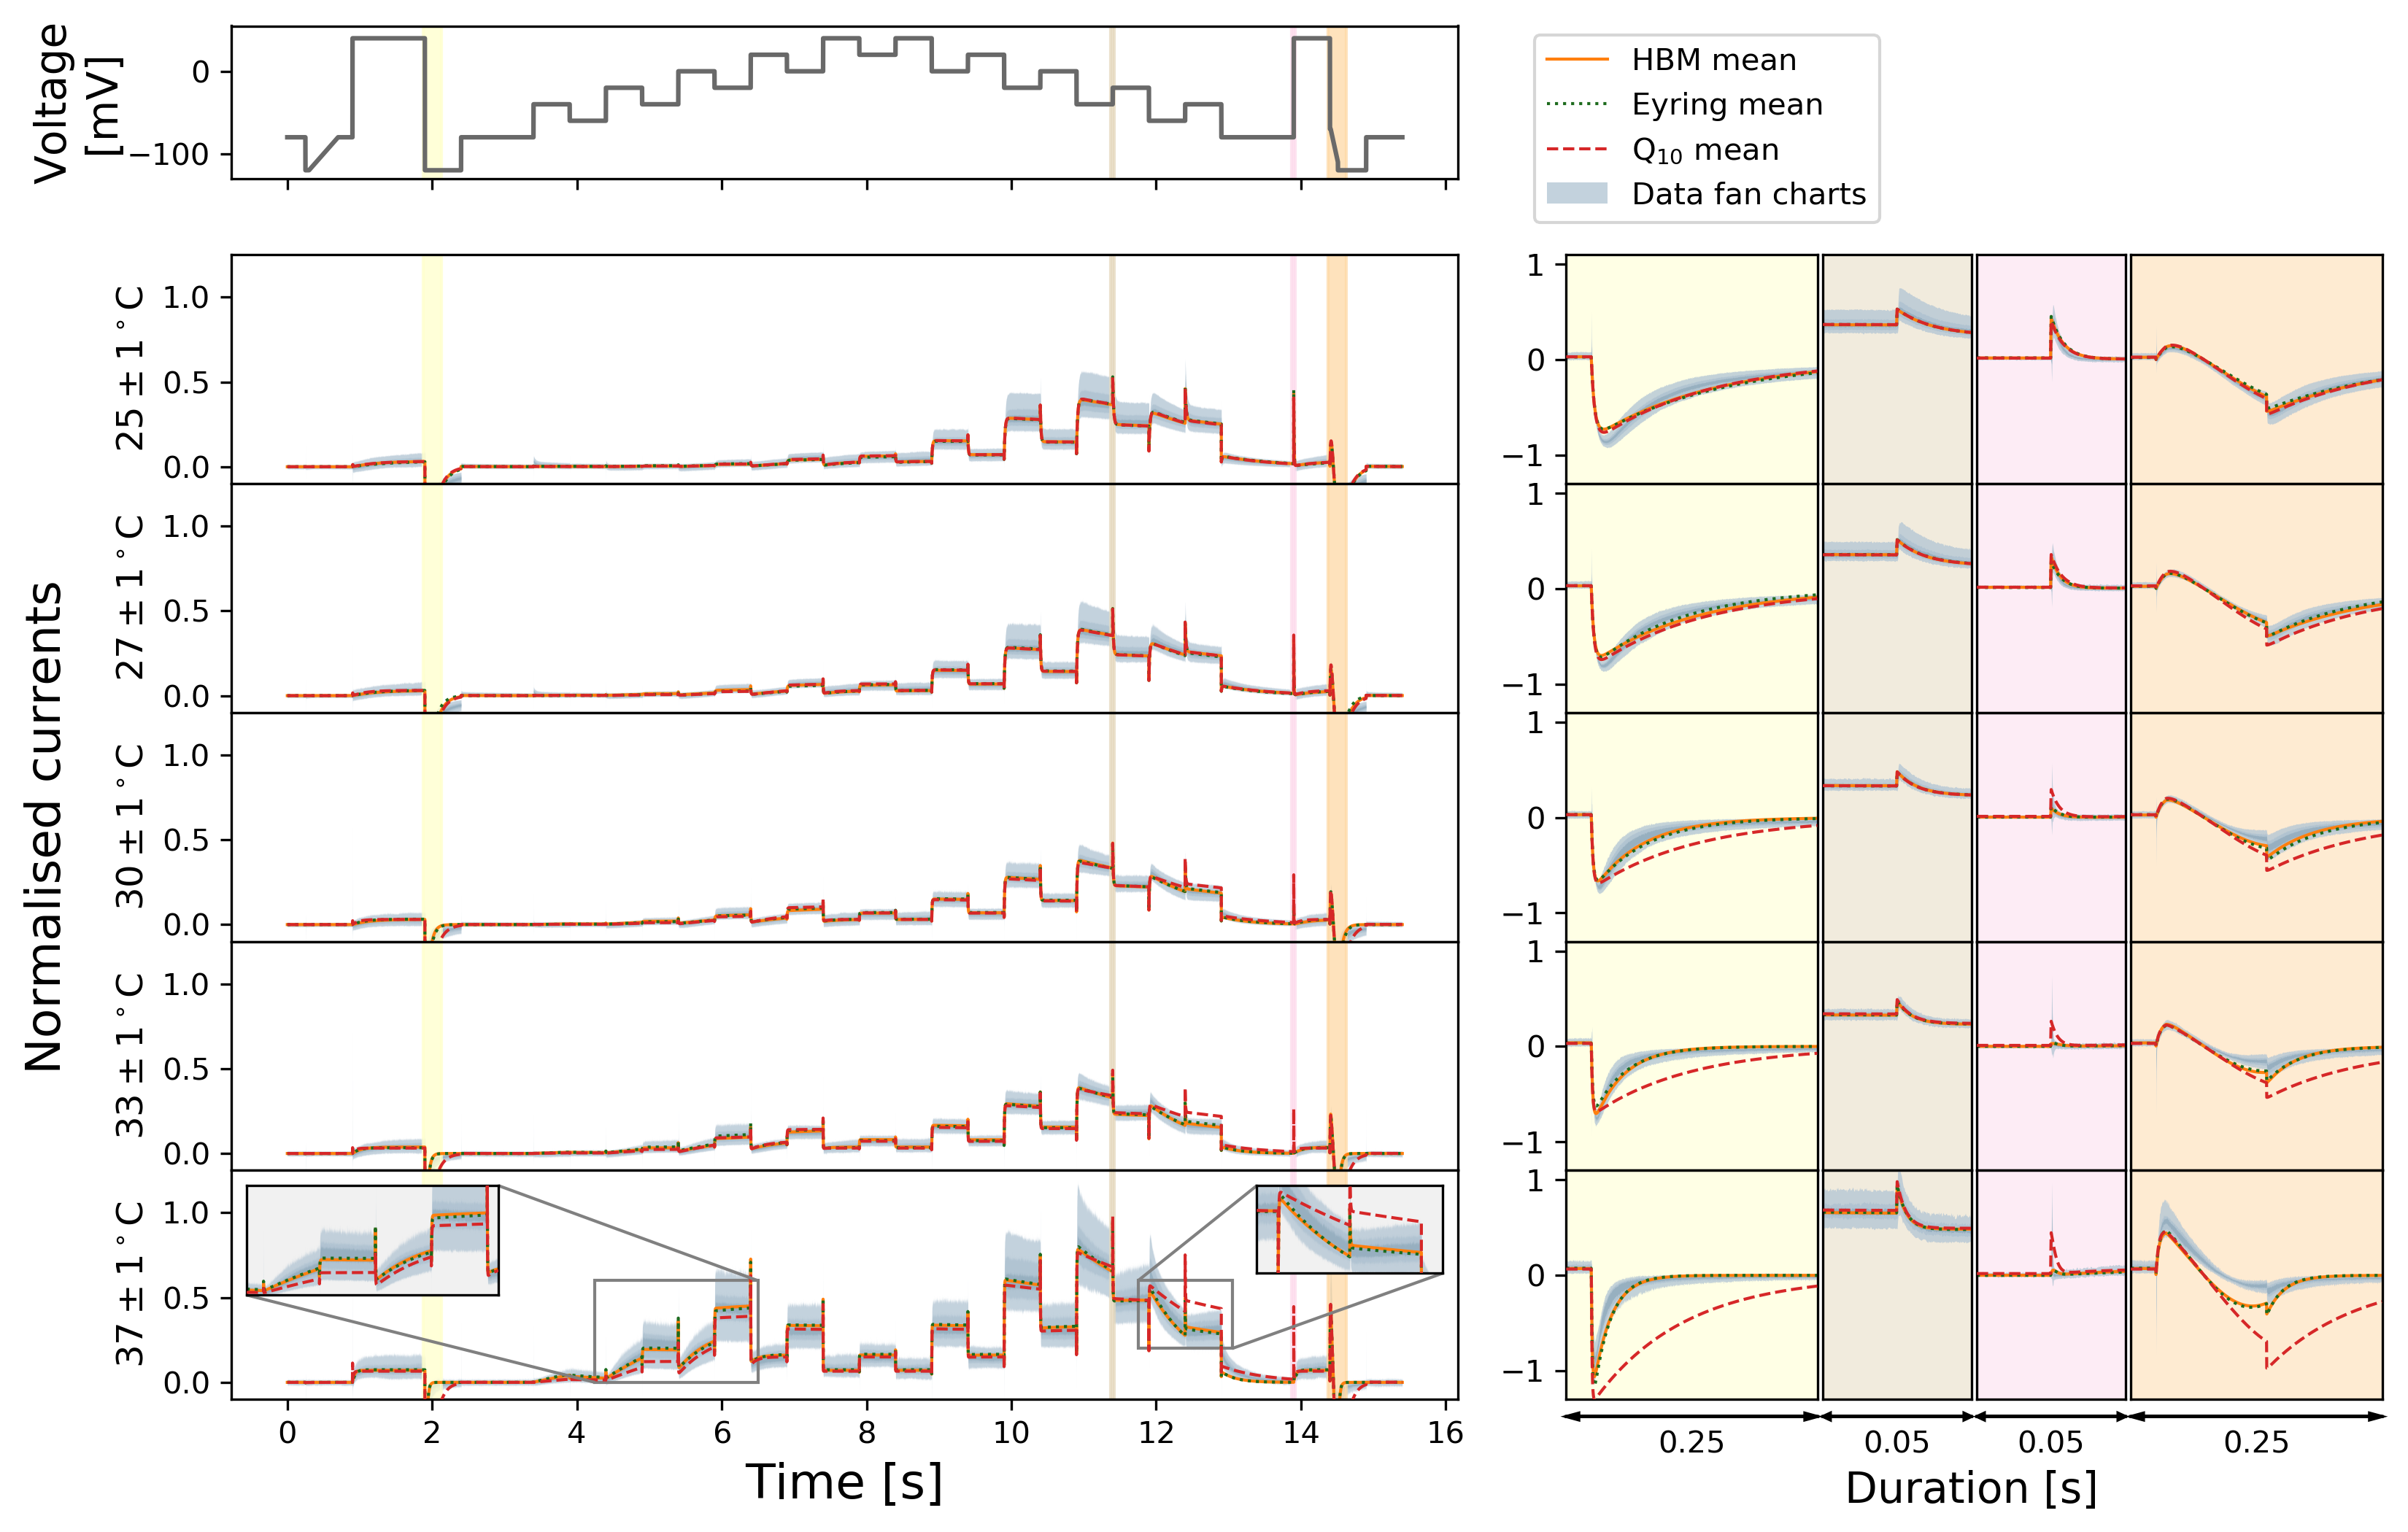 Voltage
[mV]
0
−100
HBM mean
Eyring mean
Q10 mean
Data fan charts
Normalised currents
25 ± 1°C
1.0
0.5
0.0
1
0
−1
27 ± 1°C
1.0
0.5
0.0
1
0
−1
30 ± 1°C
1.0
0.5
0.0
1
0
−1
33 ± 1°C
1.0
0.5
0.0
1
0
−1
37 ± 1°C
1.0
0.5
0.0
1
0
−1
0 2 4 6 8 10 12 14 16
Time [s]
0.25 0.05 0.05 0.25
Duration [s]